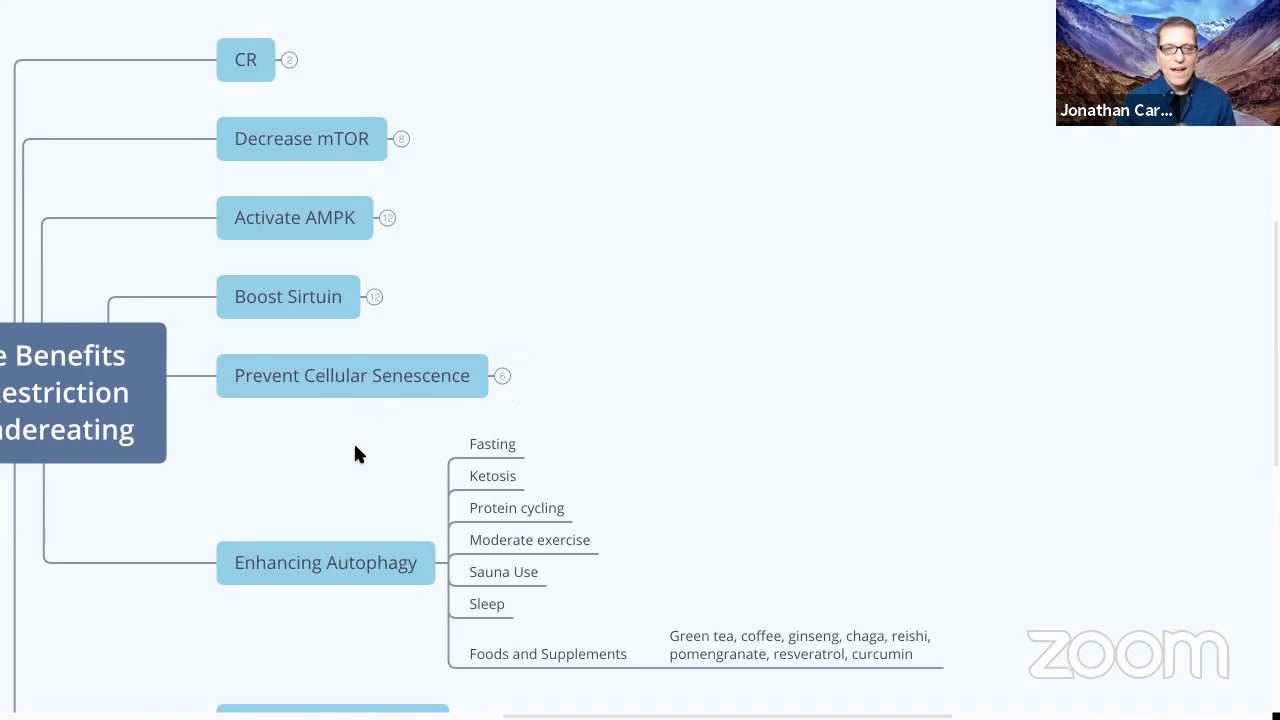 CR
2
Jonathan Car...
Decrease mTOR
8
Activate AMPK
12
Boost Sirtuin
12
e Benefits
estriction
dereating
Prevent Cellular Senescence
6
Enhancing Autophagy
Fasting
Ketosis
Protein cycling
Moderate exercise
Sauna Use
Sleep
Foods and Supplements
Green tea, coffee, ginseng, chaga, reishi,
pomengranate, resveratrol, curcumin
zoom